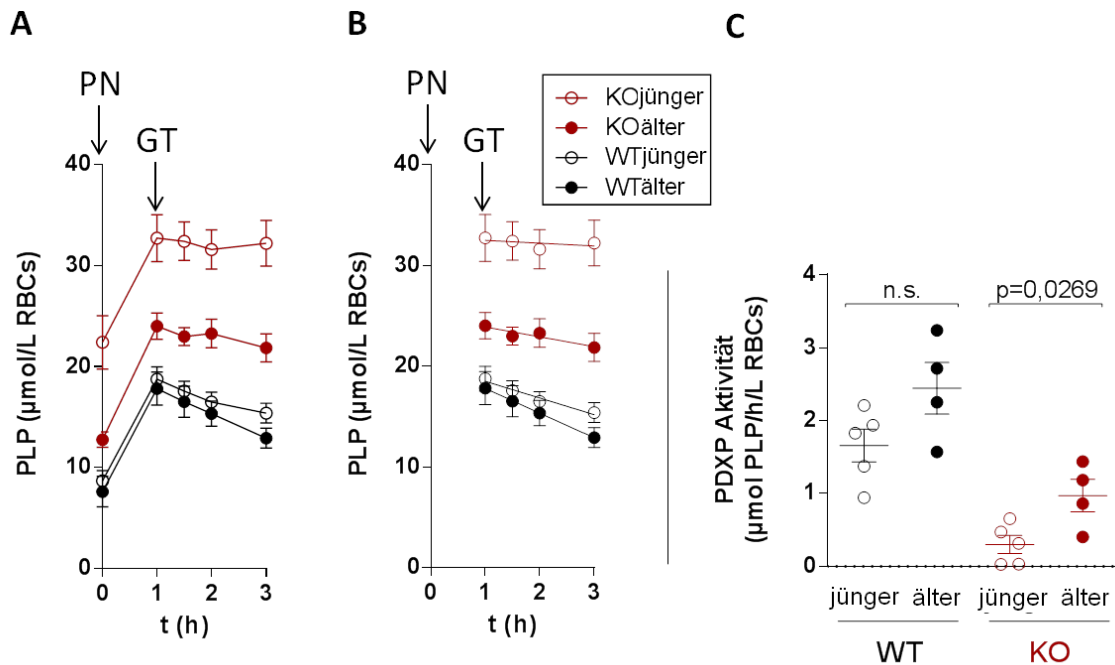 A
PN
GT
PLP (µmol/L RBCs)
40
30
20
10
0
0 1 2 3
t (h)
B
PN
GT
KOjünger
KOälter
WTjünger
WTälter
PLP (µmol/L RBCs)
40
30
20
10
0
0 1 2 3
t (h)
C
PDXP Aktivität
(µmol PLP/h/L RBCs)
4
3
2
1
0
n.s.
p=0,0269
jünger älter jünger älter
WT KO